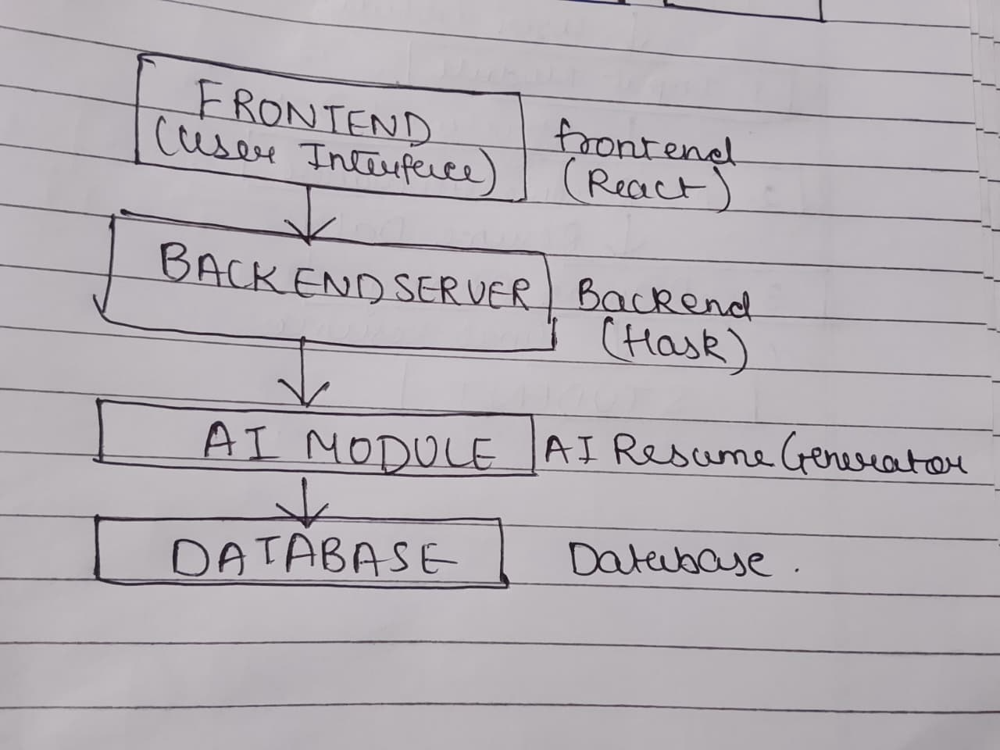 FRONTEND
(User Interface)
frontend
(React)
BACKEND SERVER
Backend
(Flask)
AI MODULE
AI Resume Generator
DATABASE
Database.